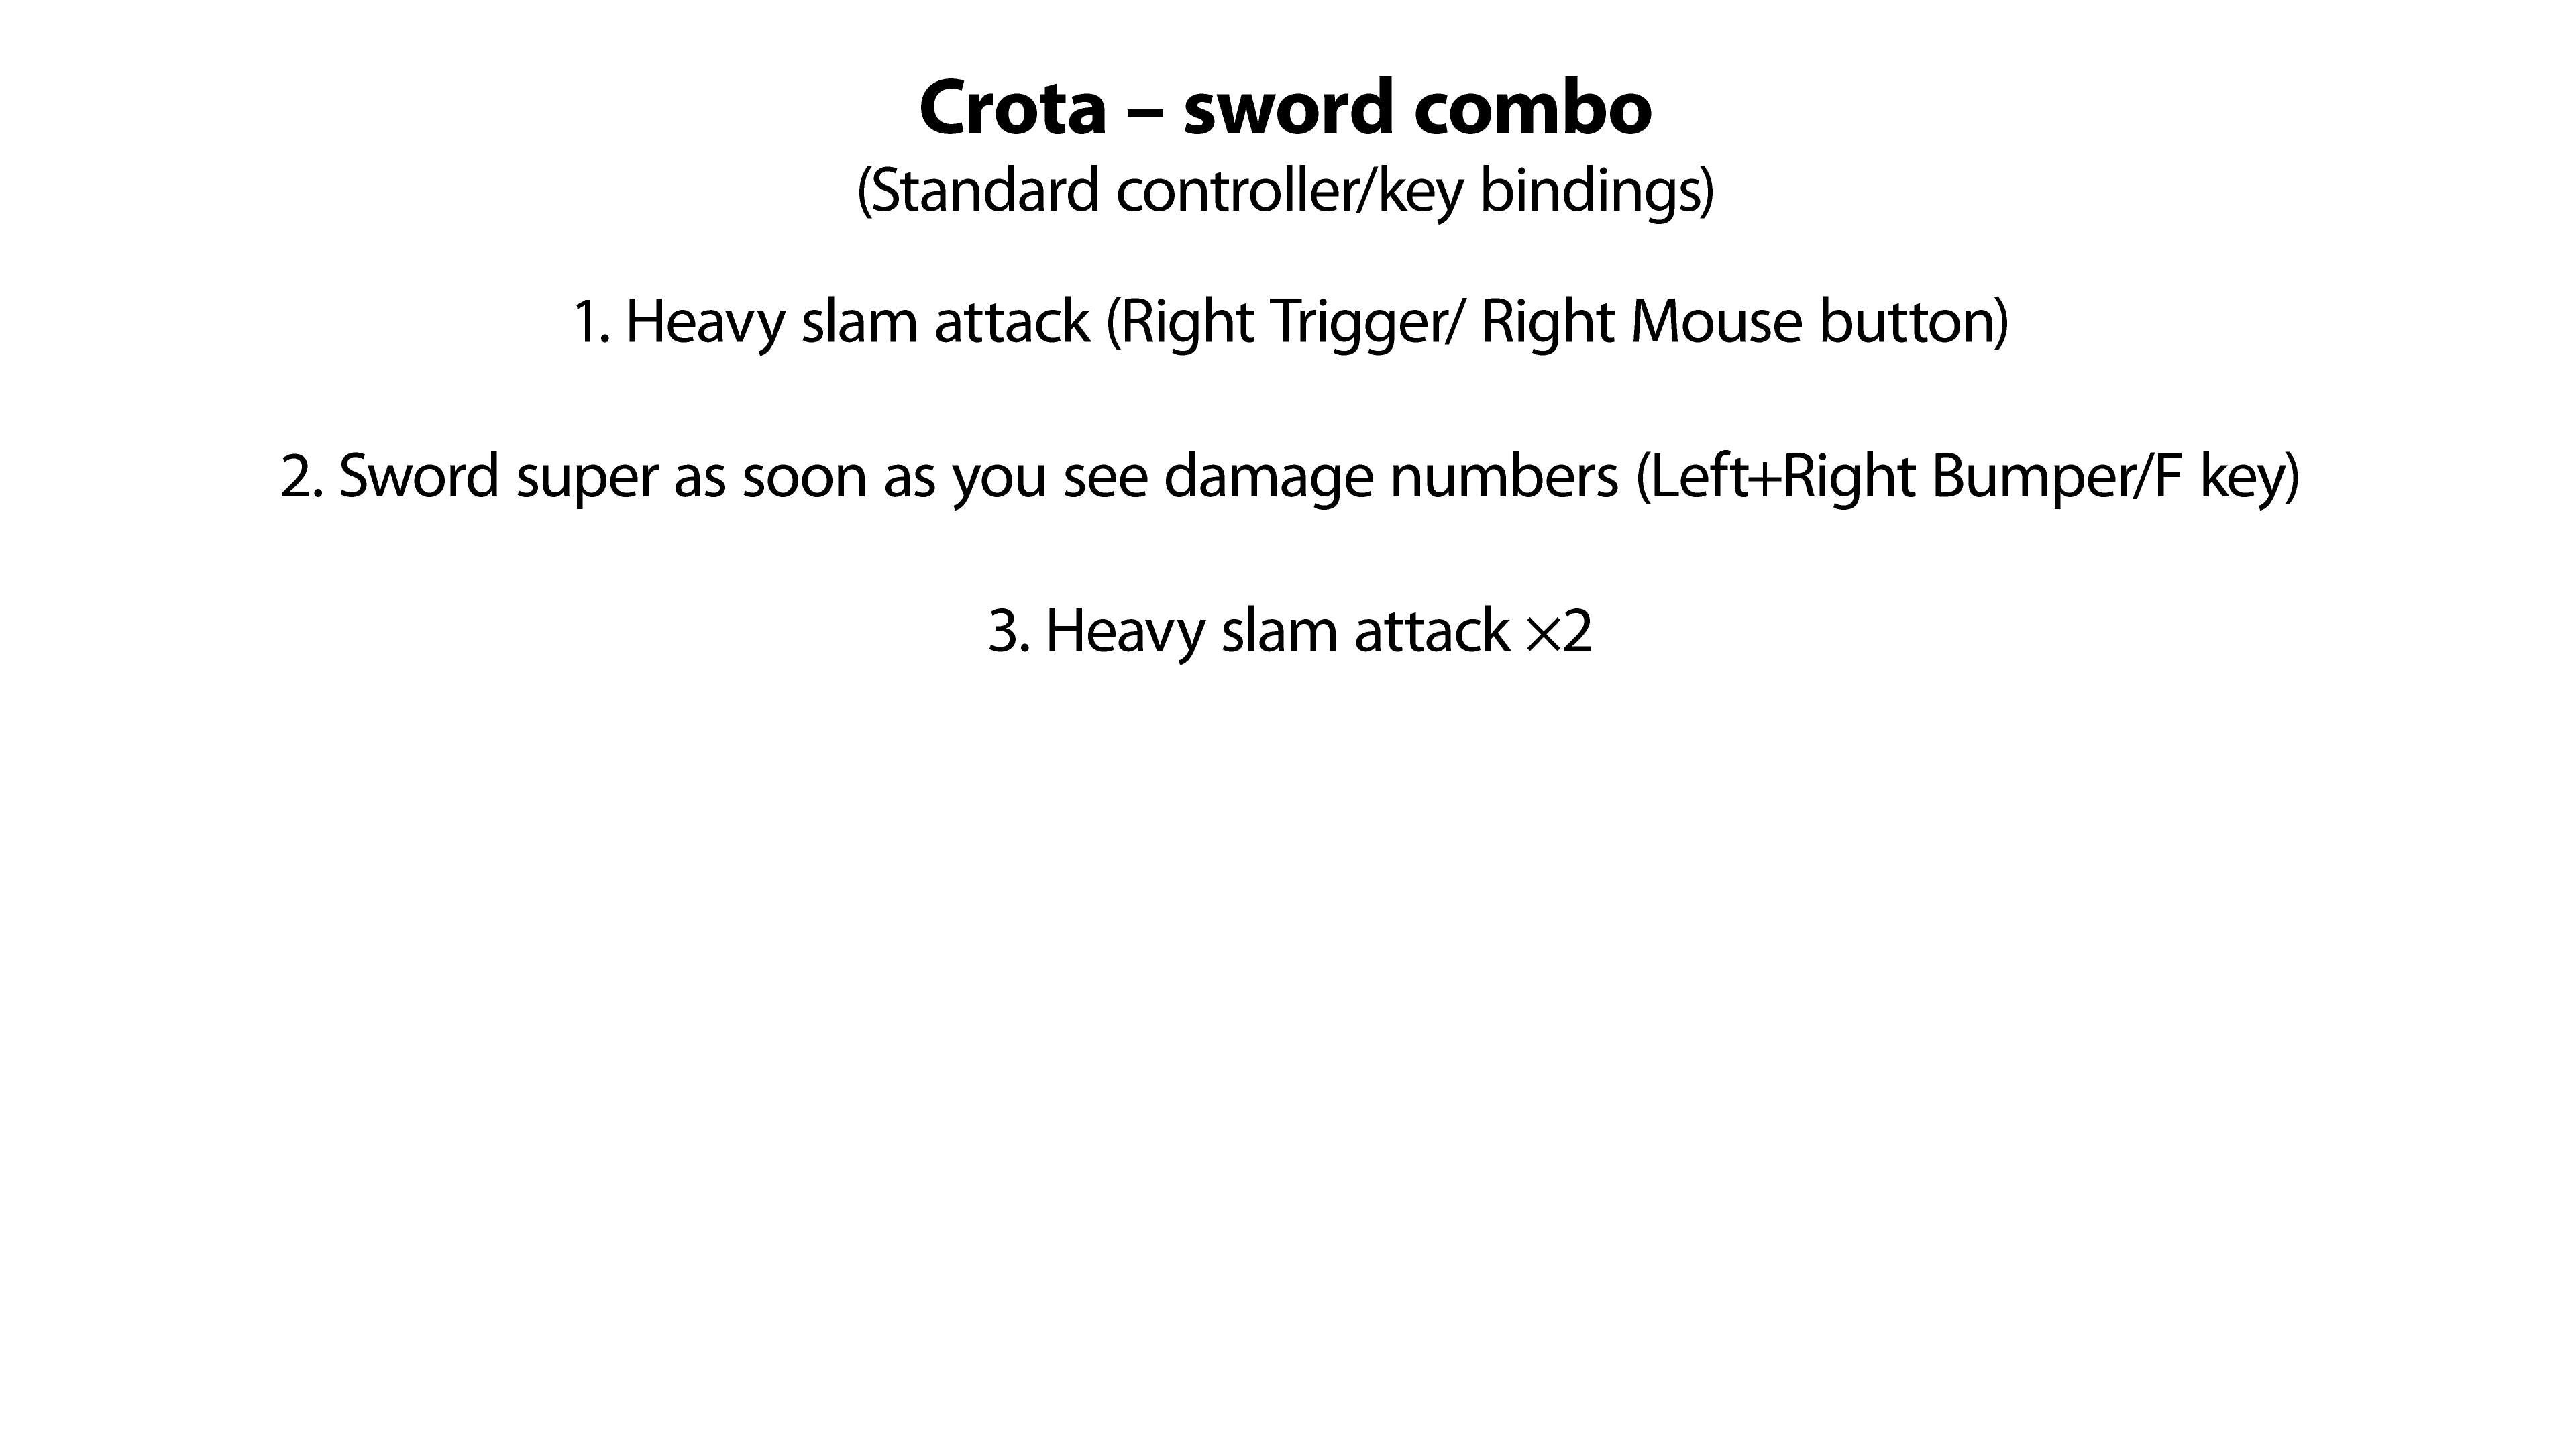 Crota – sword combo
(Standard controller/key bindings)
1. Heavy slam attack (Right Trigger/ Right Mouse button)
2. Sword super as soon as you see damage numbers (Left+Right Bumper/F key)
3. Heavy slam attack ×2